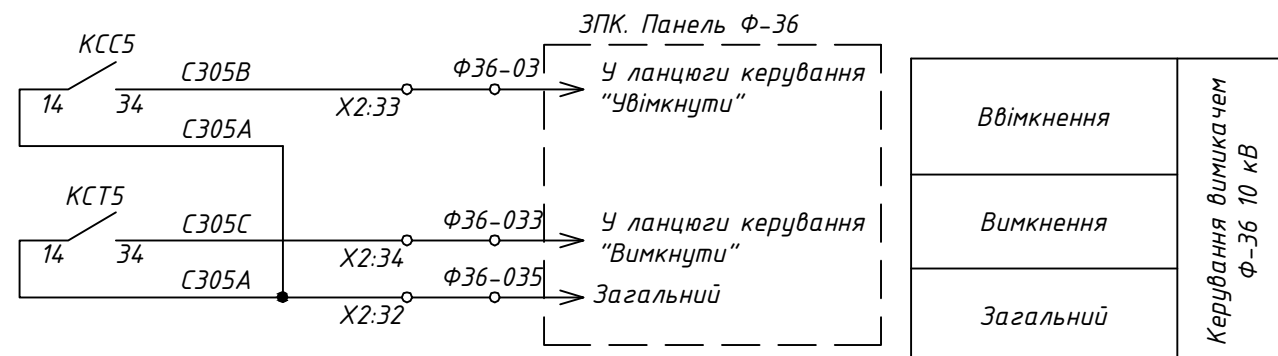 ЗПК. Панель Ф-36
КСС5
С305В
Ф36-03
У ланцюги керування
"Увімкнути"
14
34
Х2:33
С305А
КСТ5
С305С
Ф36-033
У ланцюги керування
"Вимкнути"
14
34
Х2:34
С305А
Ф36-035
Загальний
Х2:32
Ввімкнення
Вимкнення
Загальний
Керування вимикачем
Ф-36 10 кВ